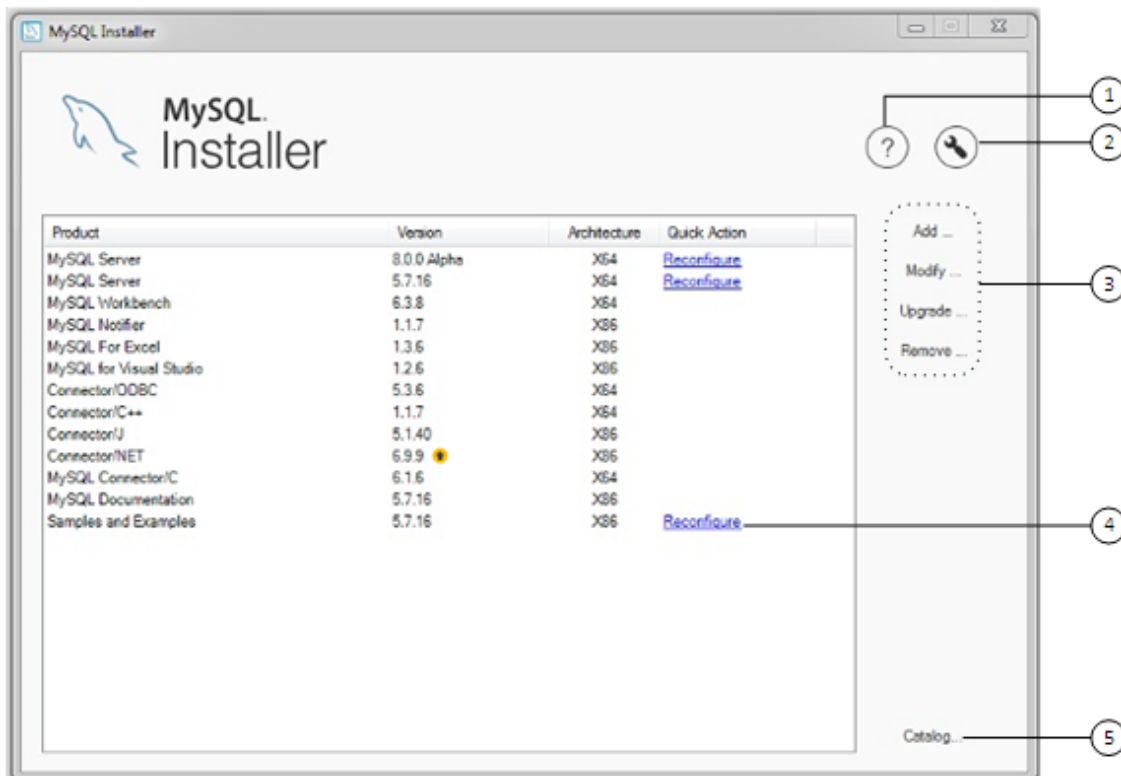 MySQL Installer
MySQL.
Installer
1
?
2
Product Version Architecture Quick Action
MySQL Server 8.0.0 Alpha X64 Reconfigure
MySQL Server 5.7.16 X64 Reconfigure
MySQL Workbench 6.3.8 X64
MySQL Notifier 1.1.7 X86
MySQL For Excel 1.3.6 X86
MySQL for Visual Studio 1.2.6 X86
Connector/ODBC 5.3.6 X64
Connector/C++ 1.1.7 X64
Connector/J 5.1.40 X86
Connector/NET 6.9.9 X86
MySQL Connector/C 6.1.6 X64
MySQL Documentation 5.7.16 X86
Samples and Examples 5.7.16 X86 Reconfigure
Add ...
Modify ...
Upgrade ...
Remove ...
3
4
Catalog...
5